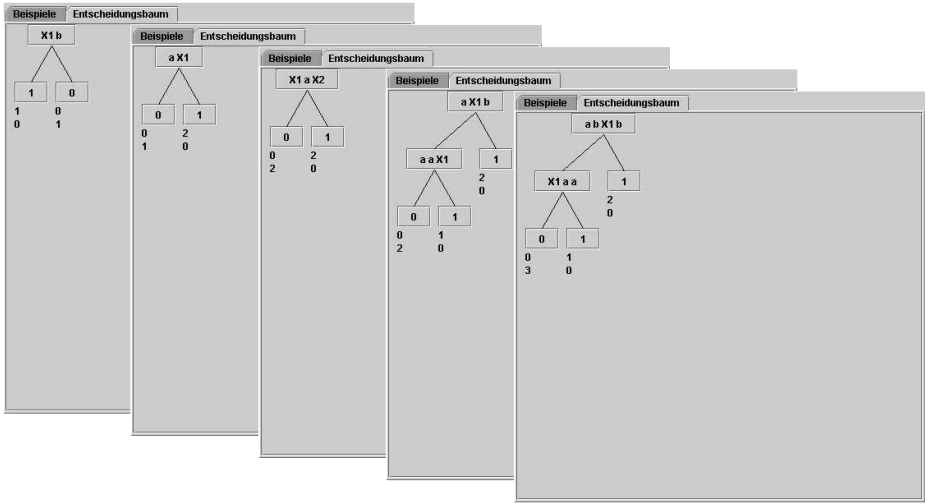 Beispiele Entscheidungsbaum
X1 b
1 0
1 0
0 1
Beispiele Entscheidungsbaum
a X1
0 1
0 2
1 0
Beispiele Entscheidungsbaum
X1 a X2
0 1
0 2
2 0
Beispiele Entscheidungsbaum
a X1 b
a a X1 1
2
0
0 1
0 1
2 0
Beispiele Entscheidungsbaum
a b X1 b
X1 a a 1
2
0
0 1
0 1
3 0